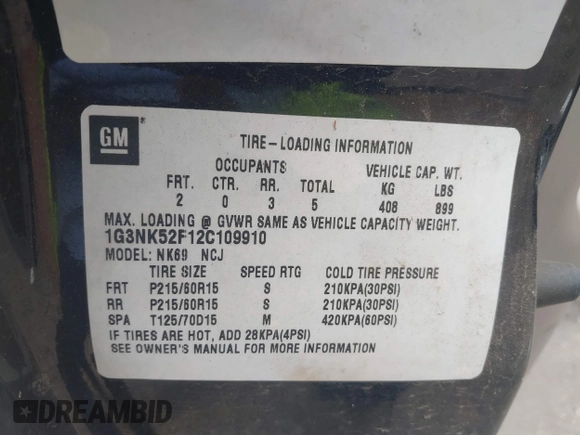 GM
TIRE-LOADING INFORMATION
OCCUPANTS VEHICLE CAP. WT.
FRT. CTR. RR. TOTAL KG LBS
2 0 3 5 408 899
MAX. LOADING @ GVWR SAME AS VEHICLE CAPACITY WEIGHT.
1G3NK52F12C109910
MODEL: NK69 NCJ
TIRE SIZE SPEED RTG COLD TIRE PRESSURE
FRT P215/60R15 S 210KPA(30PSI)
RR P215/60R15 S 210KPA(30PSI)
SPA T125/70D15 M 420KPA(60PSI)
IF TIRES ARE HOT, ADD 28KPA(4PSI)
SEE OWNER'S MANUAL FOR MORE INFORMATION
DREAMBID